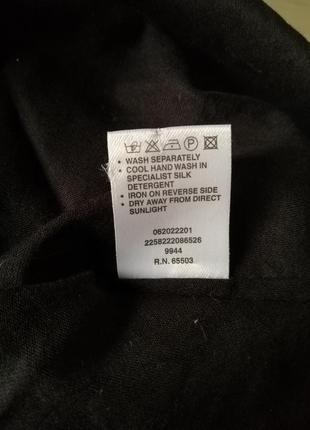 • WASH SEPARATELY
• COOL HAND WASH IN
SPECIALIST SILK
DETERGENT
• IRON ON REVERSE SIDE
• DRY AWAY FROM DIRECT
SUNLIGHT
062022201
2258222086526
9944
R.N. 65503